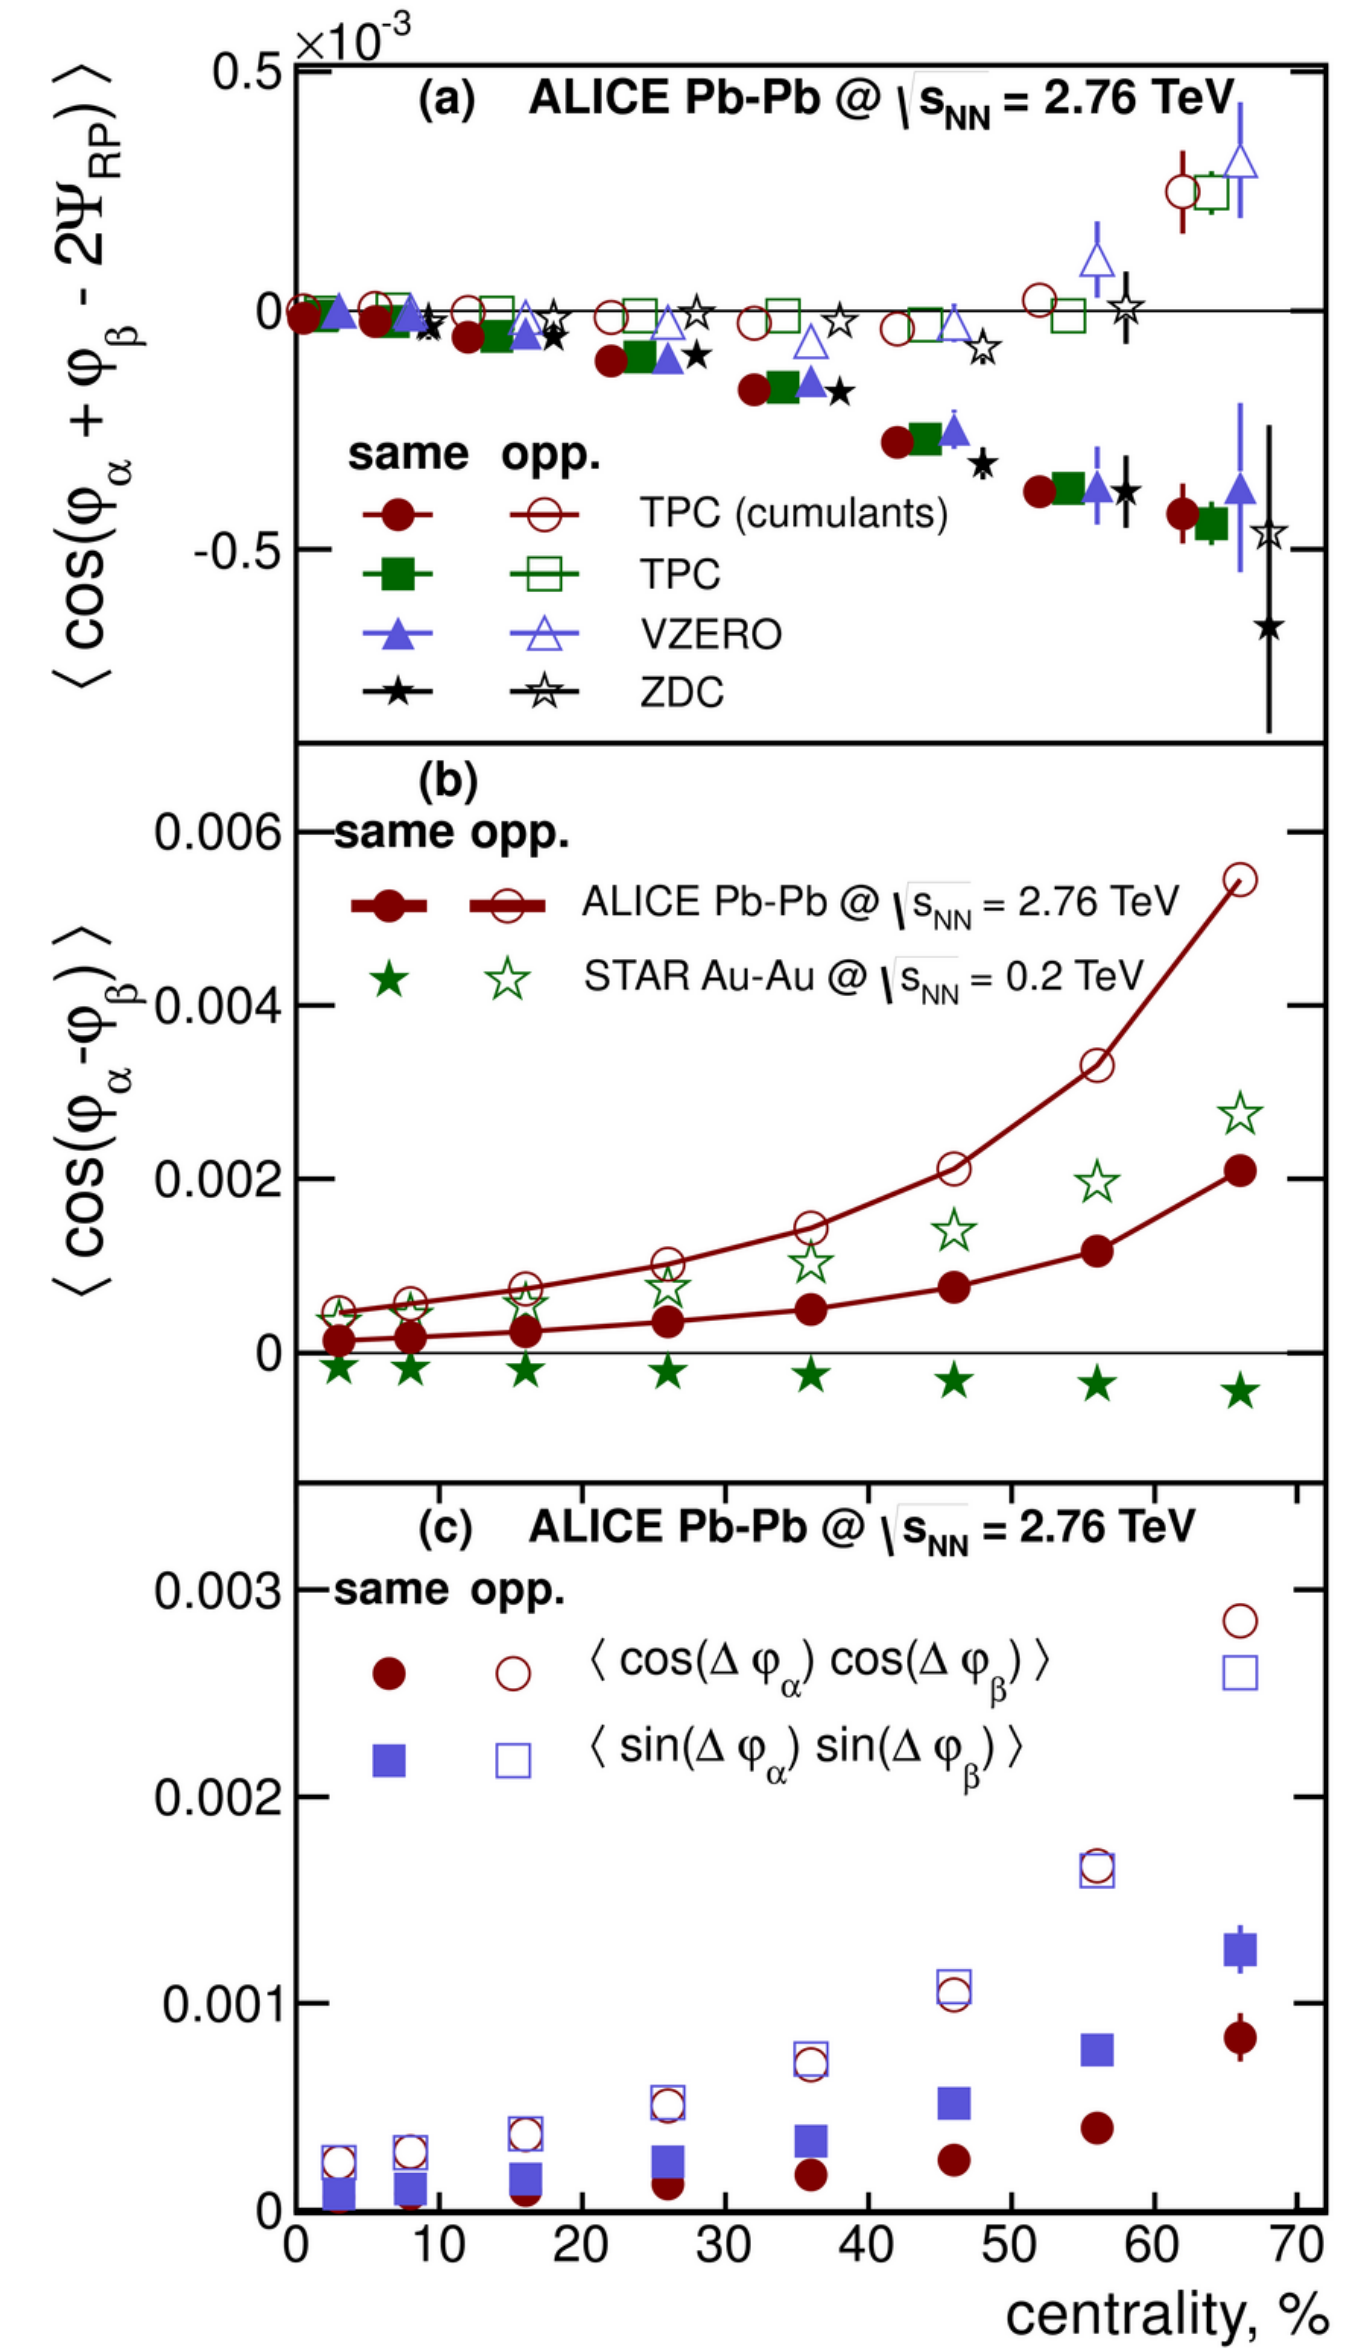 ×10⁻³
0.5
(a) ALICE Pb-Pb @ √sNN = 2.76 TeV
⟨ cos(φα + φβ - 2ΨRP) ⟩
0
same opp.
TPC (cumulants)
-0.5
TPC
VZERO
ZDC
(b)
0.006
same opp.
ALICE Pb-Pb @ √sNN = 2.76 TeV
STAR Au-Au @ √sNN = 0.2 TeV
⟨ cos(φα-φβ) ⟩
0.004
0.002
0
(c) ALICE Pb-Pb @ √sNN = 2.76 TeV
0.003
same opp.
⟨ cos(Δ φα) cos(Δ φβ) ⟩
⟨ sin(Δ φα) sin(Δ φβ) ⟩
0.002
0.001
0
0 10 20 30 40 50 60 70
centrality, %